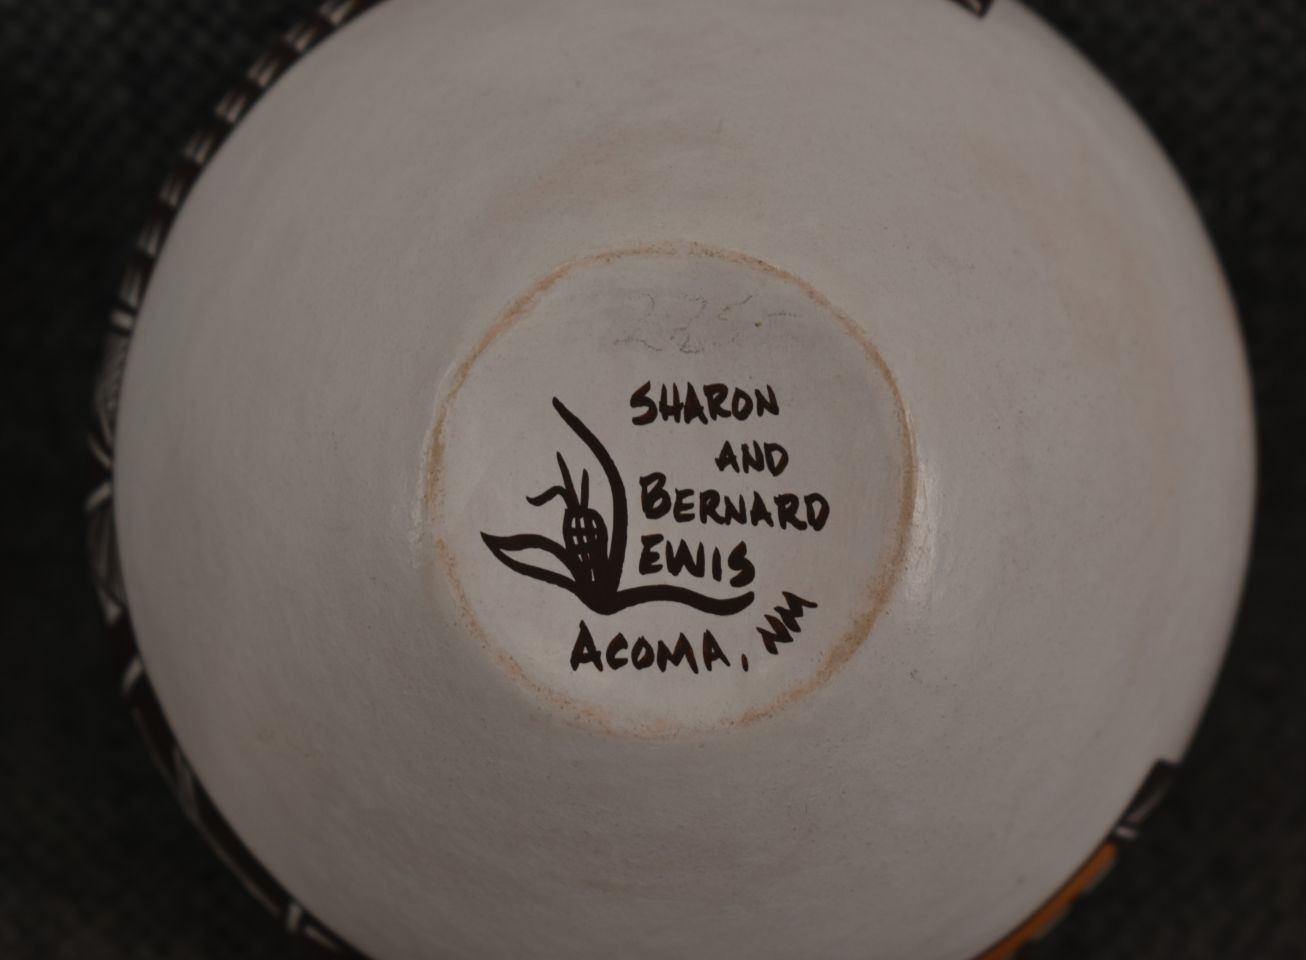 SHARON
AND
BERNARD
LEWIS
ACOMA, NM